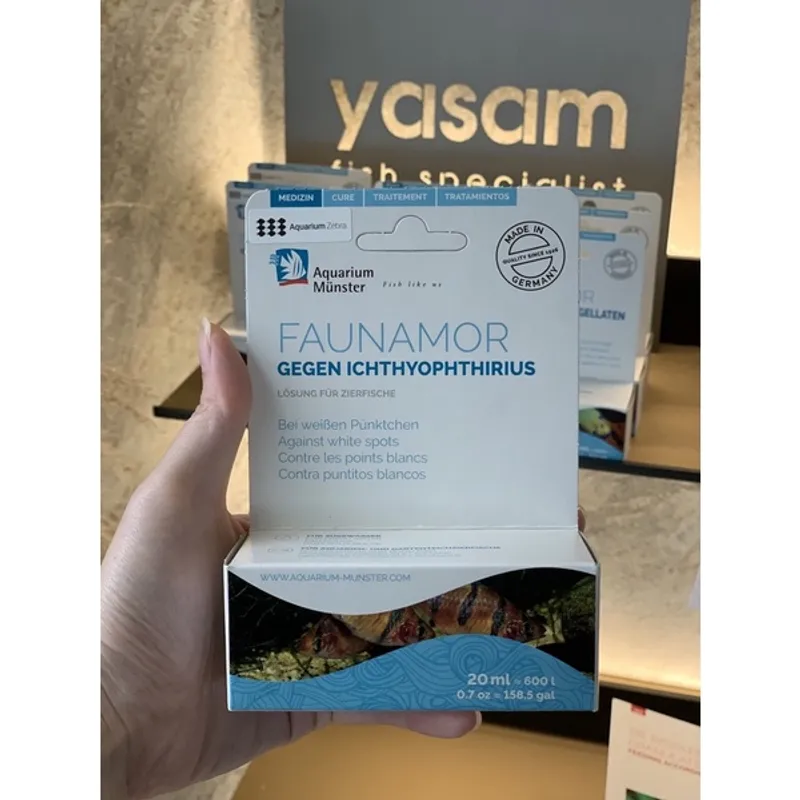 yasam
fish specialist
MEDIZIN CURE TRAITEMENT TRATAMIENTOS
Aquarium Zebra
Aquarium
Münster
Fish like us
MADE IN
QUALITY SINCE
GERMANY
FAUNAMOR
GEGEN ICHTHYOPHTHIRIUS
LÖSUNG FÜR ZIERFISCHE
Bei weißen Pünktchen
Against white spots
Contre les points blancs
Contra puntitos blancos
GELLATEN
WWW.AQUARIUM-MUNSTER.COM
20 ml ≈ 600 l
0.7 oz ≈ 158.5 gal